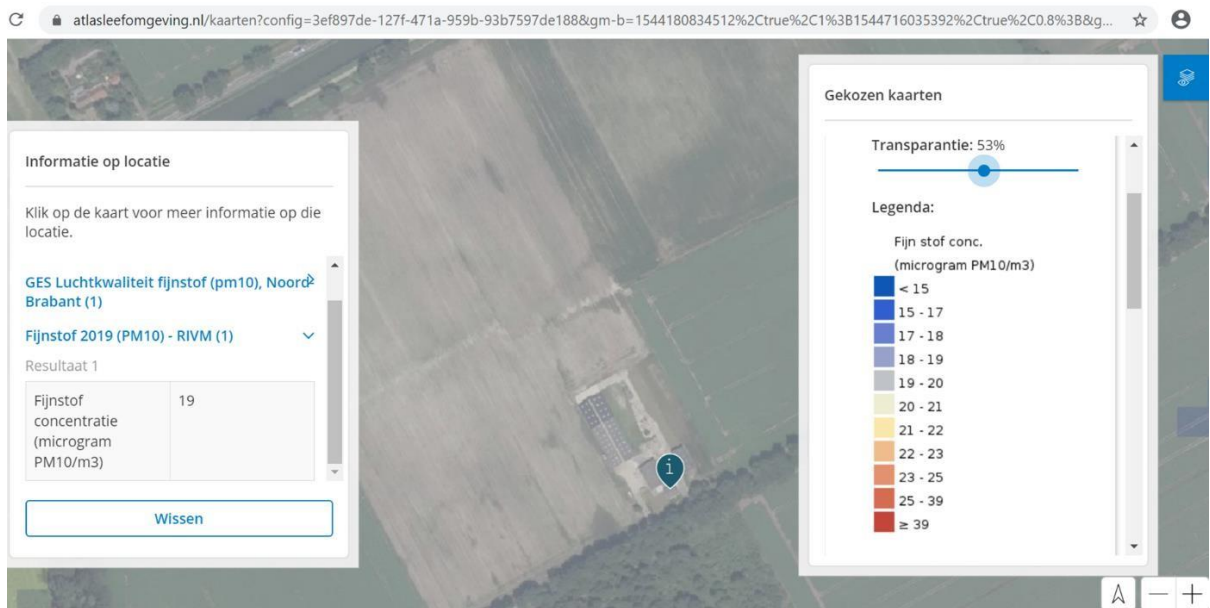 atlasleefomgeving.nl/kaarten?config=3ef897de-127f-471a-959b-93b7597de188&gm-b=1544180834512%2Ctrue%2C1%3B1544716035392%2Ctrue%2C0.8%3B&g...
Informatie op locatie
Klik op de kaart voor meer informatie op die
locatie.
GES Luchtkwaliteit fijnstof (pm10), Noord-
Brabant (1)
Fijnstof 2019 (PM10) - RIVM (1)
Resultaat 1
Fijnstof 19
concentratie
(microgram
PM10/m3)
Wissen
i
Gekozen kaarten
Transparantie: 53%
Legenda:
Fijn stof conc.
(microgram PM10/m3)
< 15
15 - 17
17 - 18
18 - 19
19 - 20
20 - 21
21 - 22
22 - 23
23 - 25
25 - 39
≥ 39